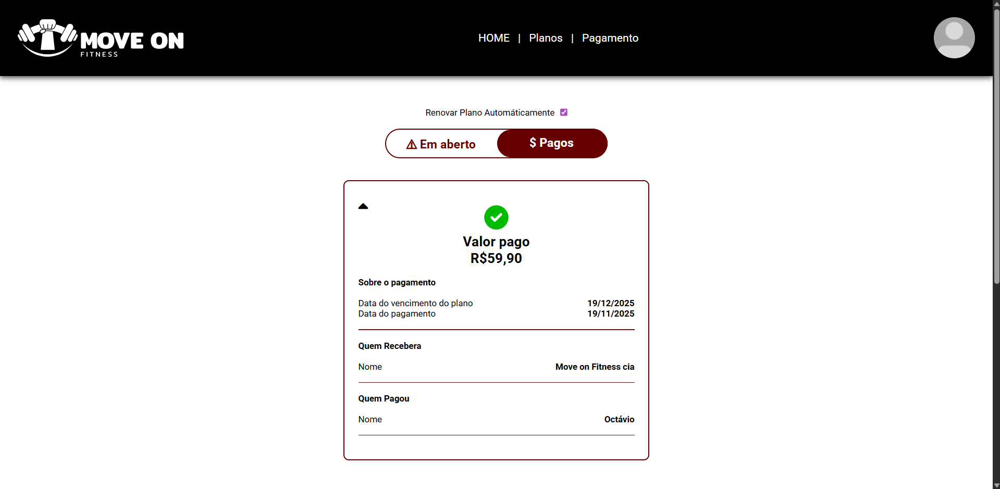 MOVE ON
FITNESS
HOME | Planos | Pagamento
Renovar Plano Automáticamente
Em aberto
$ Pagos
Valor pago
R$59,90
Sobre o pagamento
Data do vencimento do plano 19/12/2025
Data do pagamento 19/11/2025
Quem Recebera
Nome Move on Fitness cia
Quem Pagou
Nome Octávio